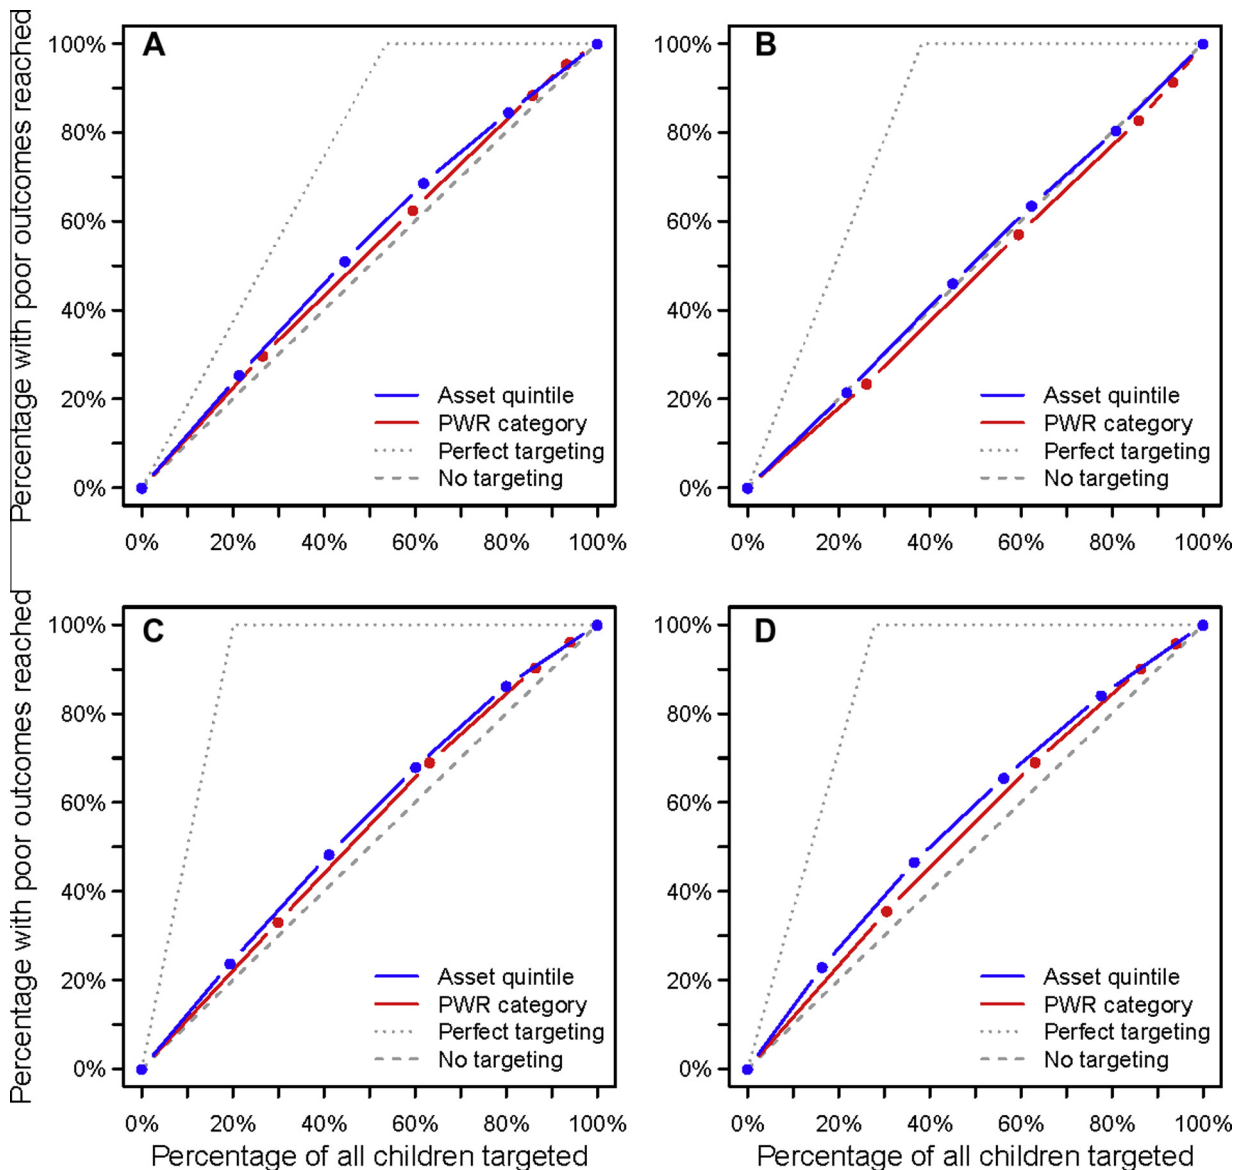 Percentage with poor outcomes reached
A
100%
80%
60%
40%
20%
0%
Asset quintile
PWR category
Perfect targeting
No targeting
0% 20% 40% 60% 80% 100%
B
100%
80%
60%
40%
20%
0%
Asset quintile
PWR category
Perfect targeting
No targeting
0% 20% 40% 60% 80% 100%
Percentage with poor outcomes reached
C
100%
80%
60%
40%
20%
0%
Asset quintile
PWR category
Perfect targeting
No targeting
0% 20% 40% 60% 80% 100%
Percentage of all children targeted
D
100%
80%
60%
40%
20%
0%
Asset quintile
PWR category
Perfect targeting
No targeting
0% 20% 40% 60% 80% 100%
Percentage of all children targeted